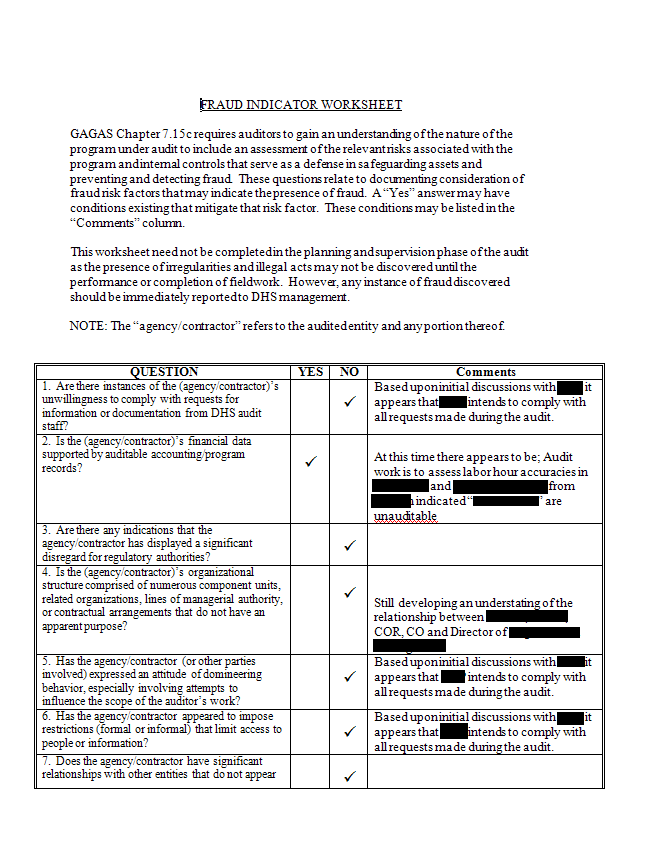 FRAUD INDICATOR WORKSHEET
GAGAS Chapter 7.15c requires auditors to gain an understanding of the nature of the
program under audit to include an assessment of the relevant risks associated with the
program and internal controls that serve as a defense in safeguarding assets and
preventing and detecting fraud. These questions relate to documenting consideration of
fraud risk factors that may indicate the presence of fraud. A “Yes” answer may have
conditions existing that mitigate that risk factor. These conditions may be listed in the
“Comments” column.
This worksheet need not be completed in the planning and supervision phase of the audit
as the presence of irregularities and illegal acts may not be discovered until the
performance or completion of fieldwork. However, any instance of fraud discovered
should be immediately reported to DHS management.
NOTE: The “agency/contractor” refers to the audited entity and any portion thereof.
QUESTION YES NO Comments
1. Are there instances of the (agency/contractor)’s
unwillingness to comply with requests for
information or documentation from DHS audit
staff?
✓
Based upon initial discussions with it
appears that intends to comply with
all requests made during the audit.
2. Is the (agency/contractor)’s financial data
supported by auditable accounting/program
records?
✓
At this time there appears to be; Audit
work is to assess labor hour accuracies in
and from
indicated “ ” are
unauditable
3. Are there any indications that the
agency/contractor has displayed a significant
disregard for regulatory authorities?
✓
4. Is the (agency/contractor)’s organizational
structure comprised of numerous component units,
related organizations, lines of managerial authority,
or contractual arrangements that do not have an
apparent purpose?
✓
Still developing an understating of the
relationship between
COR, CO and Director of
5. Has the agency/contractor (or other parties
involved) expressed an attitude of domineering
behavior, especially involving attempts to
influence the scope of the auditor’s work?
✓
Based upon initial discussions with it
appears that intends to comply with
all requests made during the audit.
6. Has the agency/contractor appeared to impose
restrictions (formal or informal) that limit access to
people or information?
✓
Based upon initial discussions with it
appears that intends to comply with
all requests made during the audit.
7. Does the agency/contractor have significant
relationships with other entities that do not appear
✓